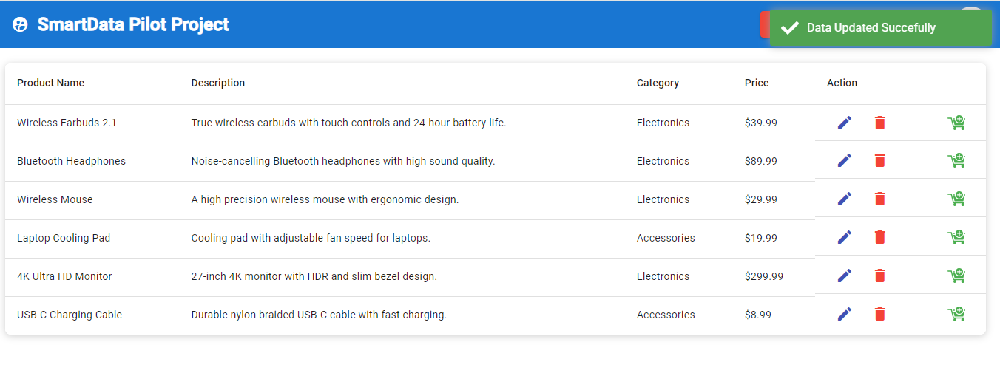 SmartData Pilot Project
Data Updated Succefully
Product Name Description Category Price Action
Wireless Earbuds 2.1 True wireless earbuds with touch controls and 24-hour battery life. Electronics $39.99
Bluetooth Headphones Noise-cancelling Bluetooth headphones with high sound quality. Electronics $89.99
Wireless Mouse A high precision wireless mouse with ergonomic design. Electronics $29.99
Laptop Cooling Pad Cooling pad with adjustable fan speed for laptops. Accessories $19.99
4K Ultra HD Monitor 27-inch 4K monitor with HDR and slim bezel design. Electronics $299.99
USB-C Charging Cable Durable nylon braided USB-C cable with fast charging. Accessories $8.99